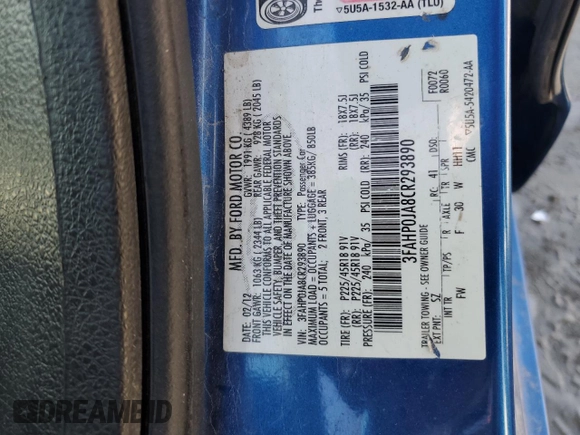 Th
5U5A-1532-AA (TLU)
MFD. BY FORD MOTOR CO.
DATE: 02/12 GVWR: 1991 KG (4389 LB)
FRONT GAWR: 1063 KG (2344 LB) REAR GAWR: 928 KG (2045 LB)
THIS VEHICLE CONFORMS TO ALL APPLICABLE FEDERAL MOTOR
VEHICLE SAFETY, BUMPER, AND THEFT PREVENTION STANDARDS
IN EFFECT ON THE DATE OF MANUFACTURE SHOWN ABOVE.
VIN: 3FAHP0JA8CR293890 TYPE: Passenger Car
MAXIMUM LOAD = OCCUPANTS + LUGGAGE = 385KG/ 850LB
OCCUPANTS = 5 TOTAL: 2 FRONT, 3 REAR
TIRE (FR): P225/45R18 91V RIMS (FR): 18X7.5J
(RR): P225/45R18 91V (RR): 18X7.5J
PRESSURE (FR): 240 kPa/ 35 PSI COLD (RR): 240 kPa/ 35 PSI COLD
3FAHP0JA8CR293890
F0072
R0060
TRAILER TOWING - SEE OWNER GUIDE
EXT PNT: SZ RC: 41 DSO:
INT TR TP/PS R AXLE TR SPR
FW F 30 W HH11
CMC 5U5A-5420472-AA
DREAMEID